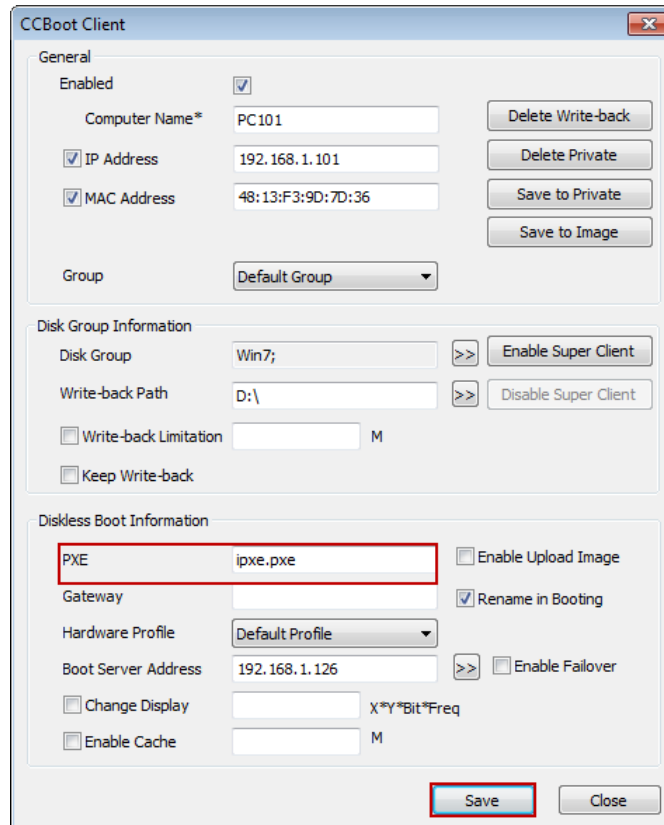 CCBoot Client
General
Enabled
Computer Name* PC101 Delete Write-back
IP Address 192.168.1.101 Delete Private
MAC Address 48:13:F3:9D:7D:36 Save to Private
Save to Image
Group Default Group
Disk Group Information
Disk Group Win7; >> Enable Super Client
Write-back Path D:\ >> Disable Super Client
Write-back Limitation M
Keep Write-back
Diskless Boot Information
PXE ipxe.pxe Enable Upload Image
Gateway Rename in Booting
Hardware Profile Default Profile
Boot Server Address 192.168.1.126 >> Enable Failover
Change Display X*Y*Bit*Freq
Enable Cache M
Save Close